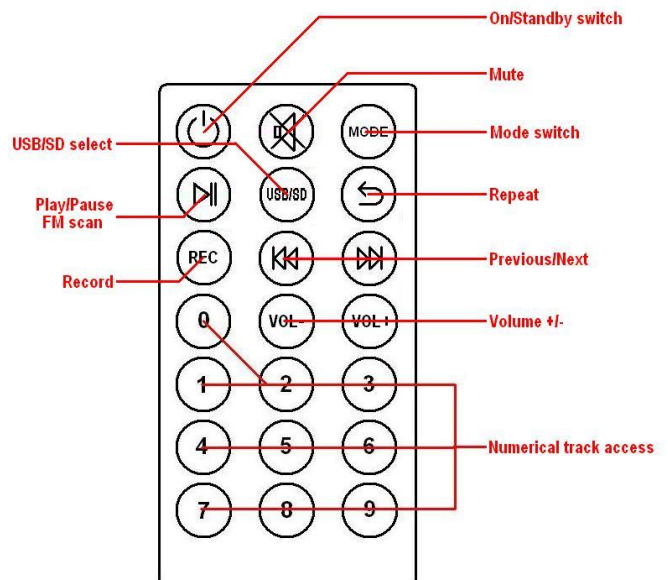 On/Standby switch
Mute
MODE
Mode switch
USB/SD select
USB/SD
Repeat
Play/Pause
FM scan
REC
Previous/Next
Record
0
VOL-
VOL+
Volume +/-
1
2
3
4
5
6
Numerical track access
7
8
9